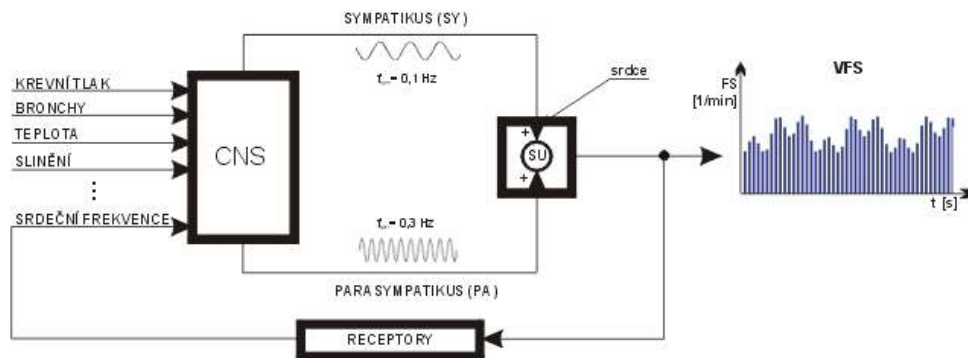 SYMPATIKUS (SY)
= 0,1 Hz
srdce
KREVNÍ TLAK
BRONCHY
TEPLOTA
SLINĚNÍ
⋮
SRDEČNÍ FREKVENCE
CNS
+
SU
+
= 0,3 Hz
PARASYMPATIKUS (PA)
RECEPTORY
VFS
FS
[1/min]
t [s]